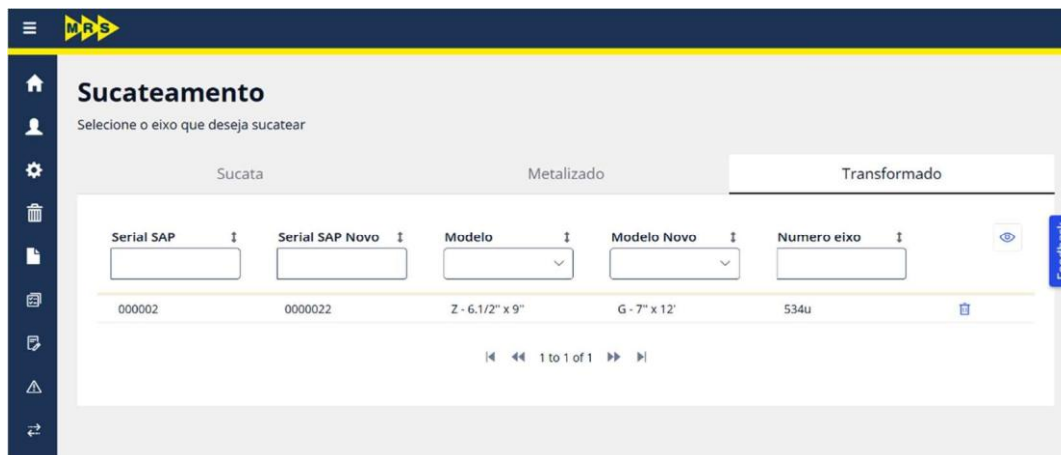 MRS
Sucateamento
Selecione o eixo que deseja sucatear
Sucata Metalizado Transformado
Serial SAP Serial SAP Novo Modelo Modelo Novo Numero eixo
000002 0000022 Z - 6.1/2" x 9" G - 7" x 12' 534u
1 to 1 of 1
Feedback